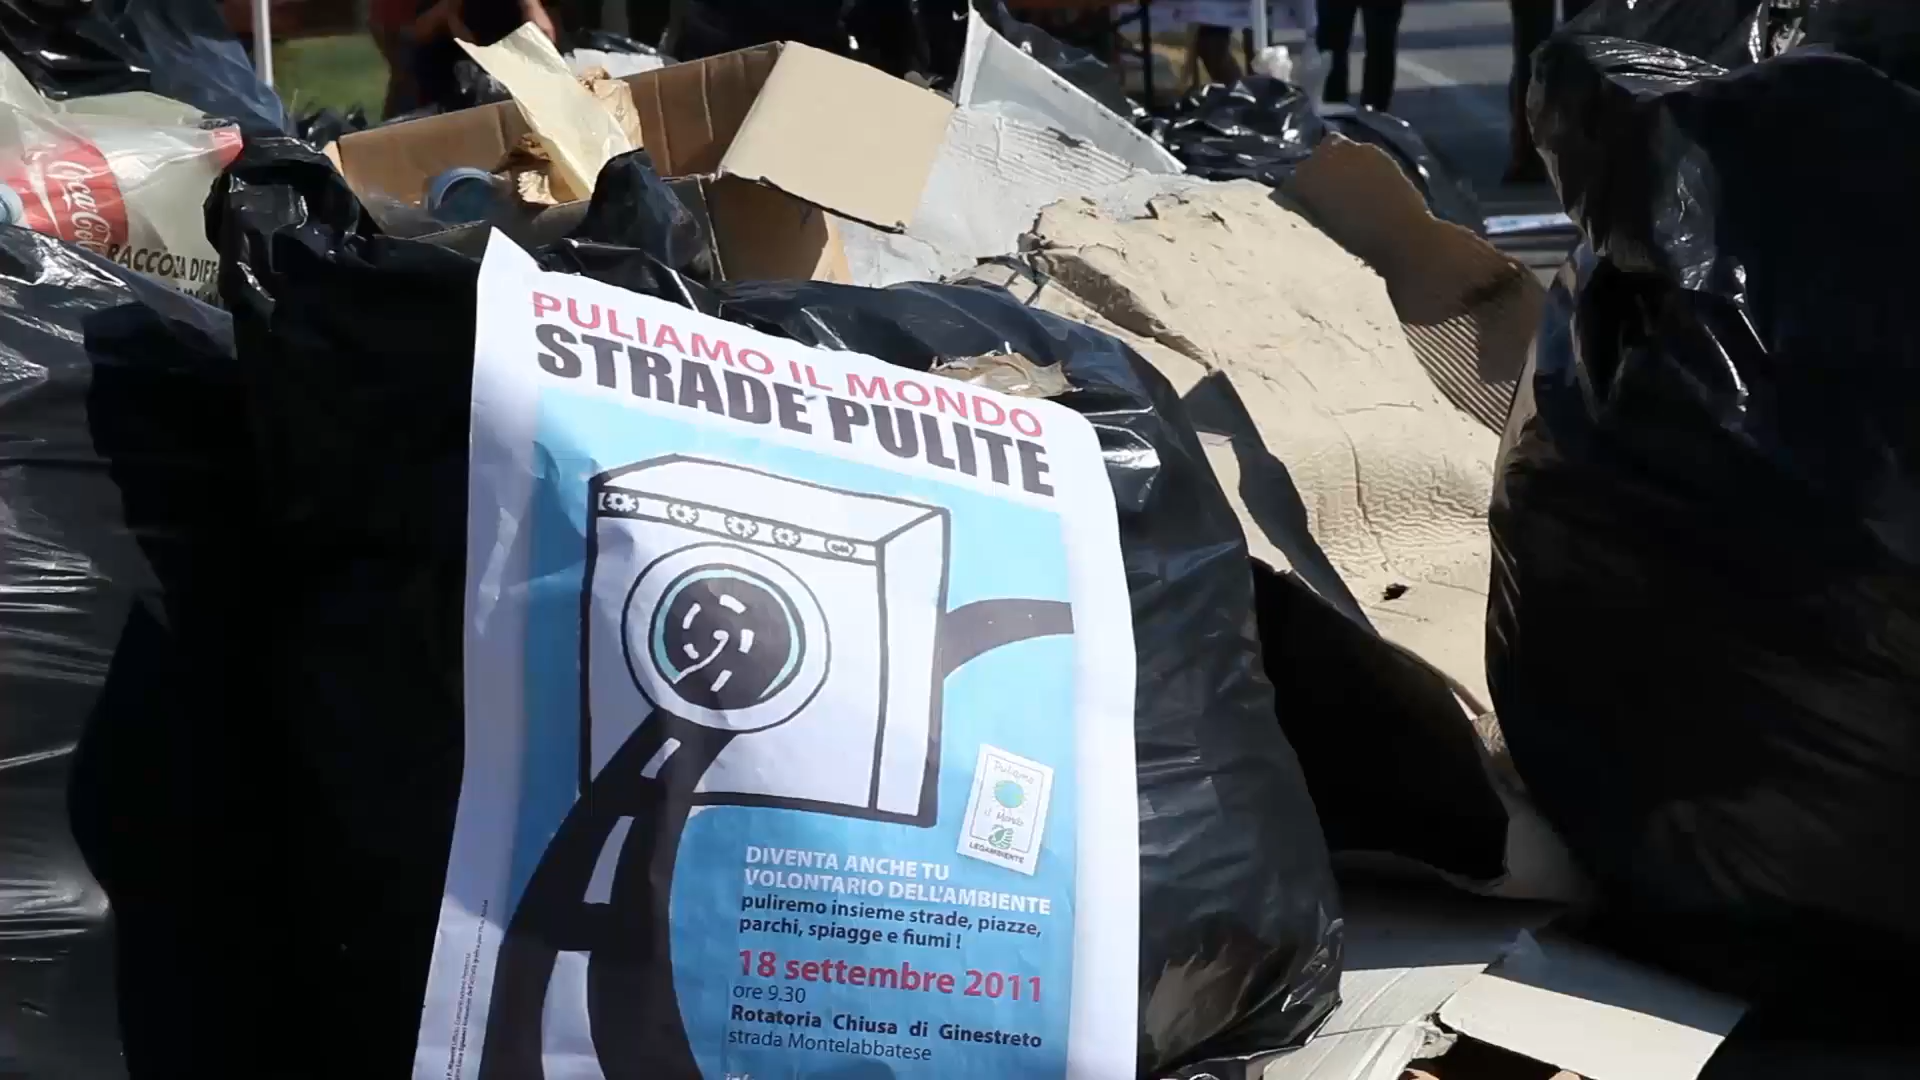 Coca-Cola
RACCOLTA DIFF
PULIAMO IL MONDO
STRADE PULITE
ON
Puliamo
il Mondo
LEGAMBIENTE
DIVENTA ANCHE TU
VOLONTARIO DELL'AMBIENTE
puliremo insieme strade, piazze,
parchi, spiagge e fiumi !
18 settembre 2011
ore 9.30
Rotatoria Chiusa di Ginestreto
strada Montelabbatese